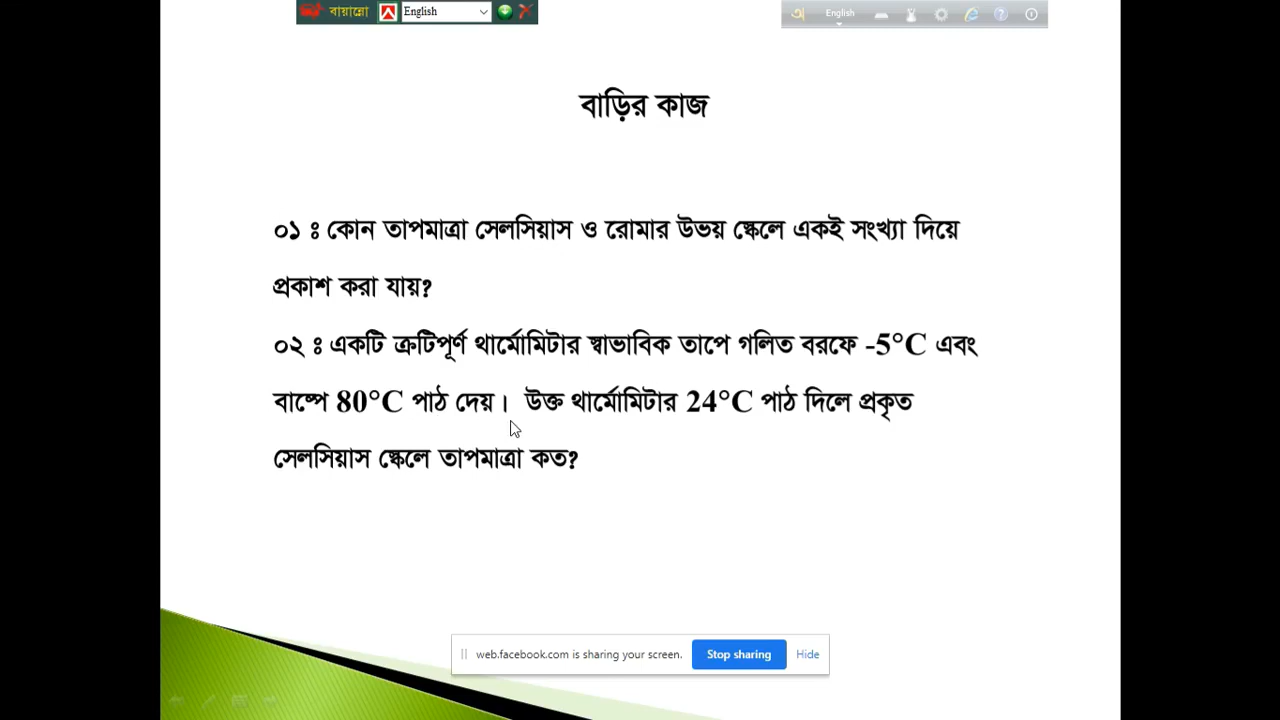 বায়ান্নো English
অ English
বাড়ির কাজ
০১ ঃ কোন তাপমাত্রা সেলসিয়াস ও রোমার উভয় স্কেলে একই সংখ্যা দিয়ে
প্রকাশ করা যায়?
০২ ঃ একটি ত্রুটিপূর্ণ থার্মোমিটার স্বাভাবিক তাপে গলিত বরফে -5°C এবং
বাষ্পে 80°C পাঠ দেয়। উক্ত থার্মোমিটার 24°C পাঠ দিলে প্রকৃত
সেলসিয়াস স্কেলে তাপমাত্রা কত?
web.facebook.com is sharing your screen. Stop sharing Hide